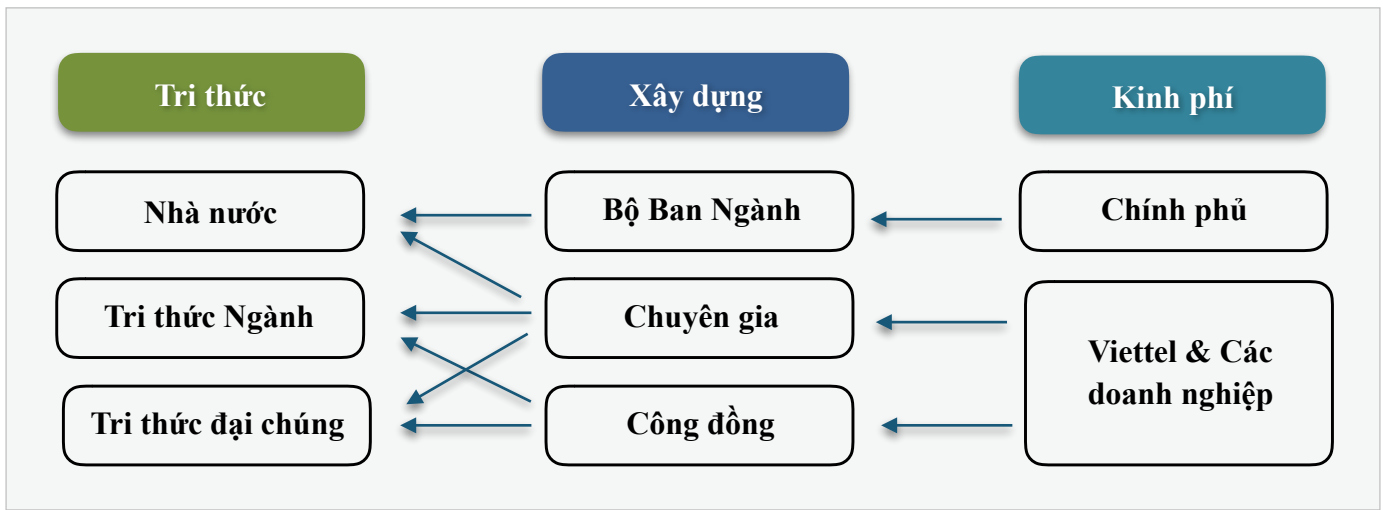 Tri thức
Xây dựng
Kinh phí
Nhà nước
Bộ Ban Ngành
Chính phủ
Tri thức Ngành
Chuyên gia
Viettel & Các
doanh nghiệp
Tri thức đại chúng
Công đồng